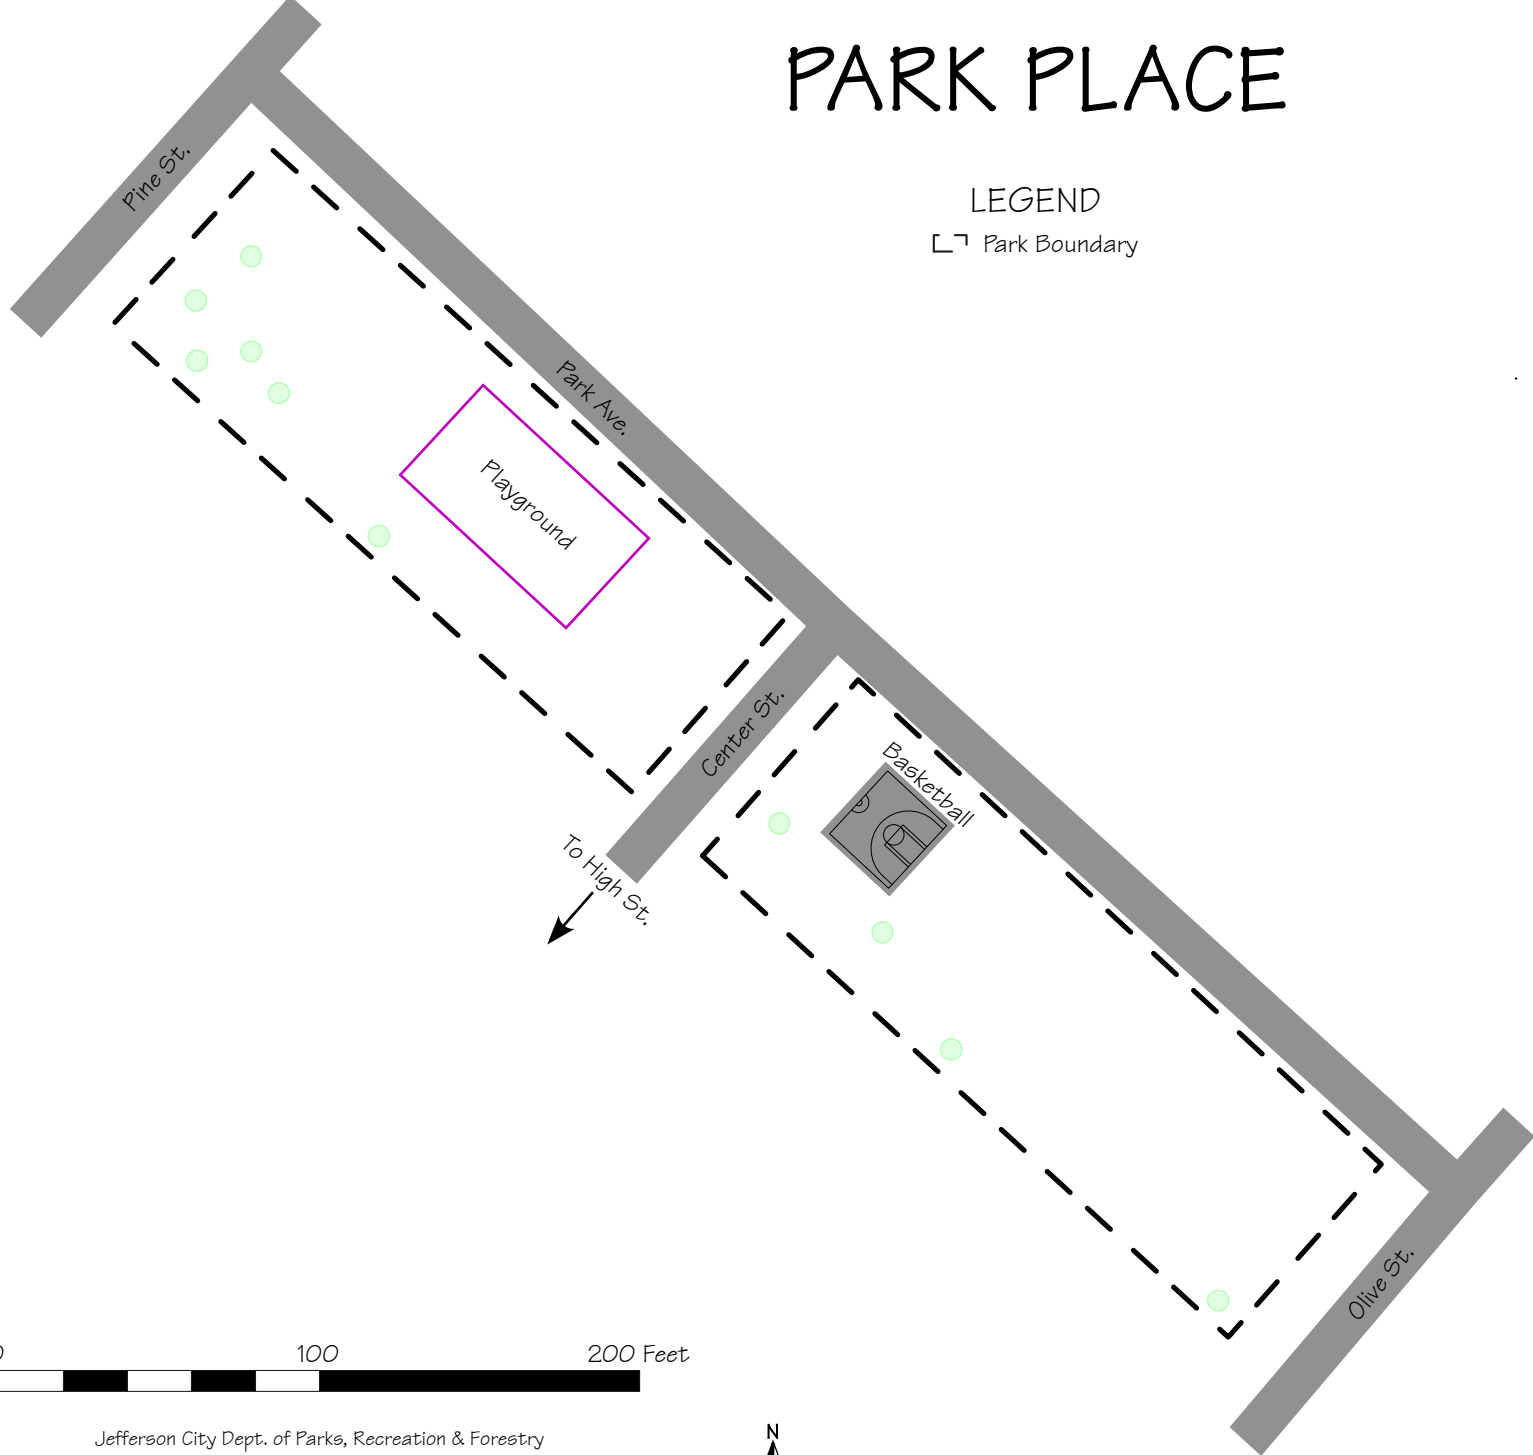 PARK PLACE
LEGEND
Park Boundary
Pine St.
Park Ave.
Playground
Center St.
Basketball
To High St.
Olive St.
0 100 200 Feet
Jefferson City Dept. of Parks, Recreation & Forestry
N